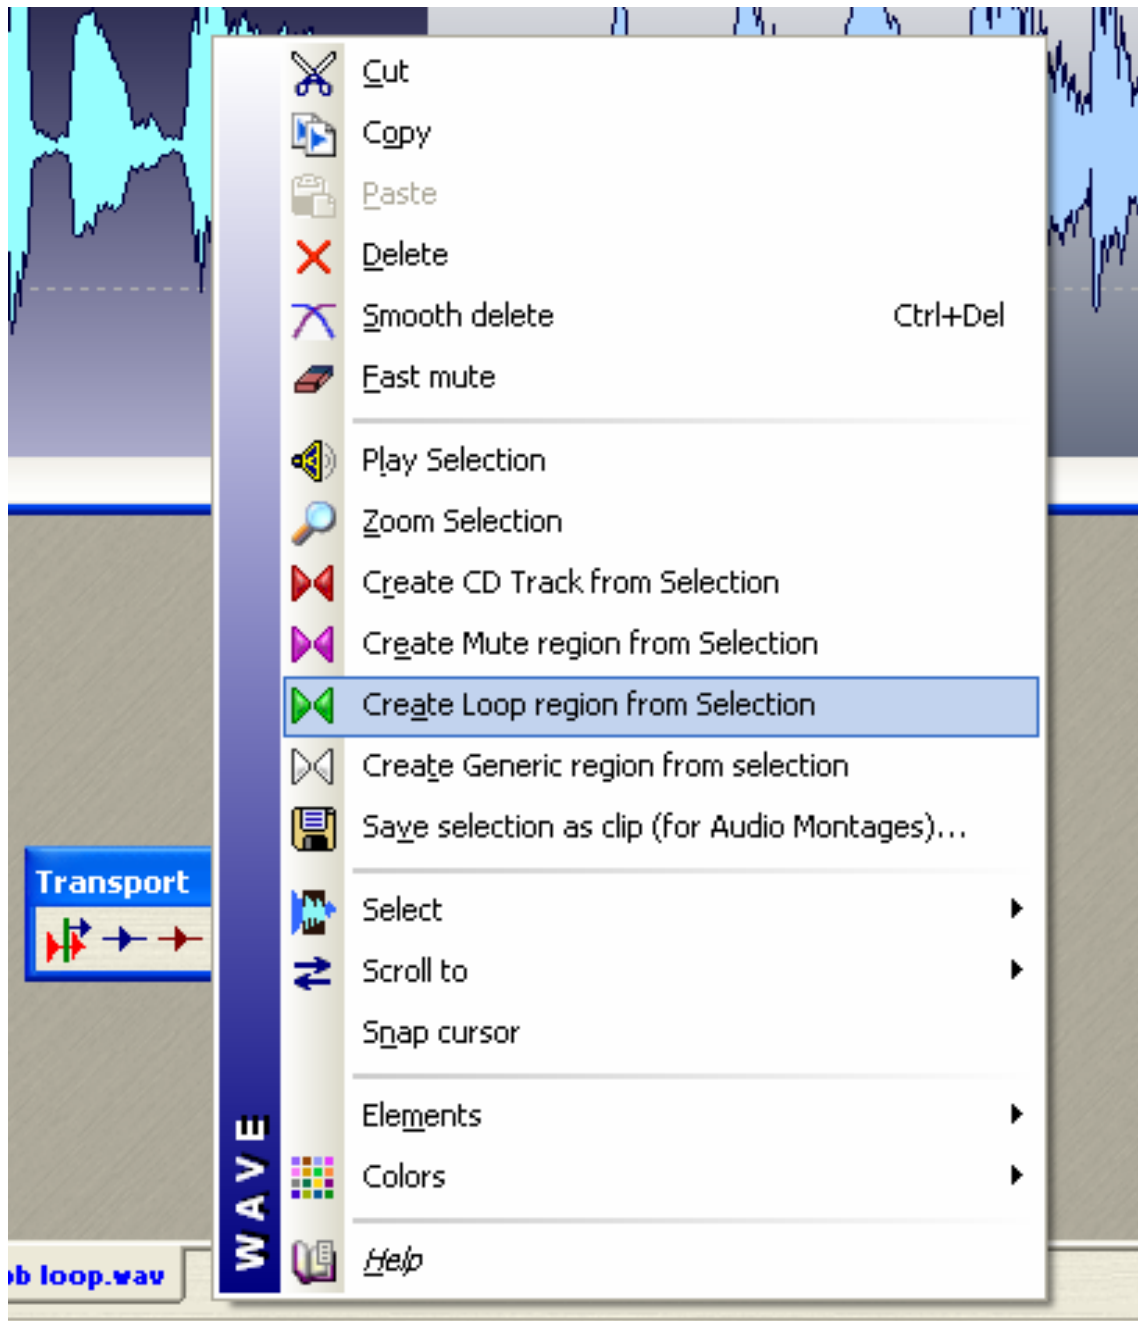 Cut
Copy
Paste
Delete
Smooth delete Ctrl+Del
Fast mute
Play Selection
Zoom Selection
Create CD Track from Selection
Create Mute region from Selection
Create Loop region from Selection
Create Generic region from selection
Save selection as clip (for Audio Montages)...
Transport
Select
Scroll to
Snap cursor
Elements
Colors
Help
WAVE
loop.wav